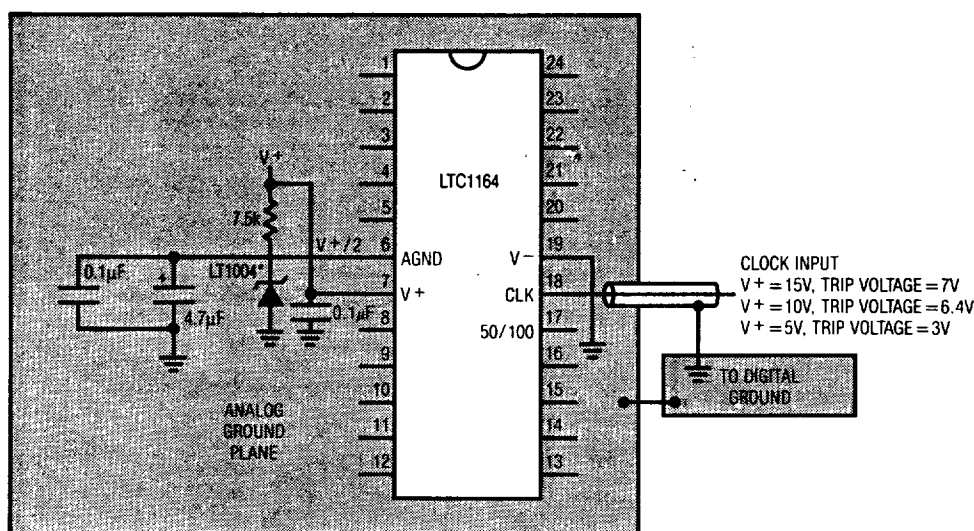 1
2
3
4
5
6
7
8
9
10
11
12
24
23
22
21
20
19
18
17
16
15
14
13
LTC1164
AGND
V+
V−
CLK
50/100
V+
7.5k
V+/2
0.1µF
+
4.7µF
LT1004*
0.1µF
ANALOG
GROUND
PLANE
CLOCK INPUT
V+ = 15V, TRIP VOLTAGE = 7V
V+ = 10V, TRIP VOLTAGE = 6.4V
V+ = 5V, TRIP VOLTAGE = 3V
TO DIGITAL
GROUND